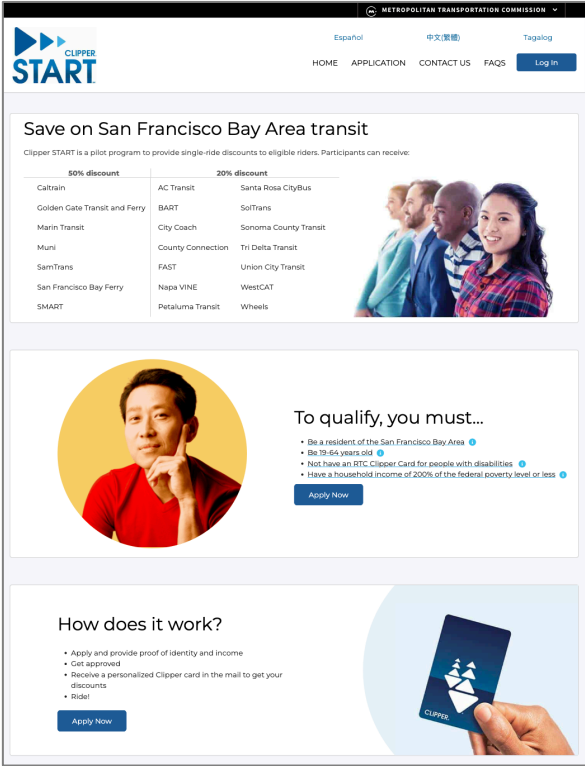 METROPOLITAN TRANSPORTATION COMMISSION
CLIPPER
START
Español 中文(繁體) Tagalog
HOME APPLICATION CONTACT US FAQS Log In
Save on San Francisco Bay Area transit
Clipper START is a pilot program to provide single-ride discounts to eligible riders. Participants can receive:
50% discount 20% discount
Caltrain AC Transit Santa Rosa CityBus
Golden Gate Transit and Ferry BART SolTrans
Marin Transit City Coach Sonoma County Transit
Muni County Connection Tri Delta Transit
SamTrans FAST Union City Transit
San Francisco Bay Ferry Napa VINE WestCAT
SMART Petaluma Transit Wheels
To qualify, you must...
• Be a resident of the San Francisco Bay Area
• Be 19-64 years old
• Not have an RTC Clipper Card for people with disabilities
• Have a household income of 200% of the federal poverty level or less
Apply Now
How does it work?
• Apply and provide proof of identity and income
• Get approved
• Receive a personalized Clipper card in the mail to get your
discounts
• Ride!
Apply Now
CLIPPER.